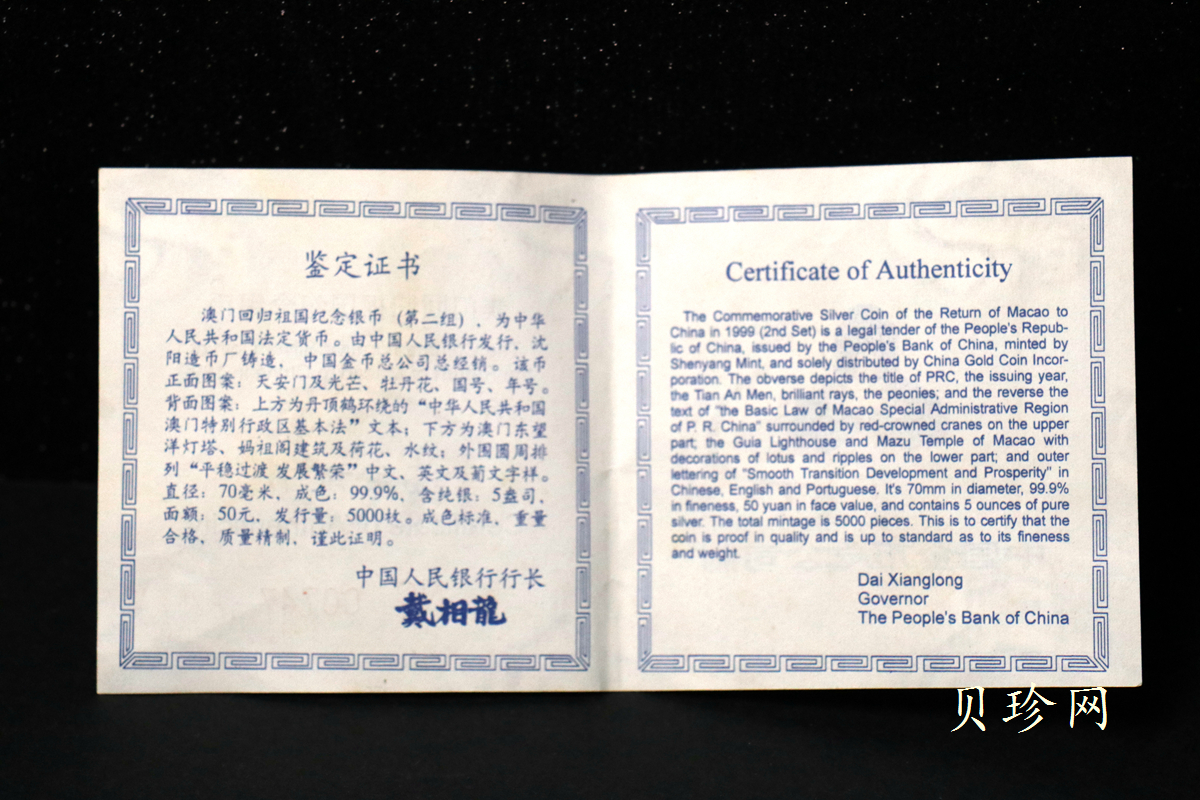 鉴定证书
澳门回归祖国纪念银币（第二组），为中华
人民共和国法定货币。由中国人民银行发行、沈
阳造币厂铸造，中国金币总公司总经销。该币
正面图案：天安门及光芒、牡丹花、国号、年号。
背面图案：上方为丹顶鹤环绕的“中华人民共和国
澳门特别行政区基本法”文本；下方为澳门东望
洋灯塔、妈祖阁建筑及荷花、水纹；外围圆周排
列“平稳过渡 发展繁荣”中文、英文及葡文字样。
直径：70毫米、成色：99.9%、含纯银：5盎司、
面额：50元、发行量：5000枚。成色标准，重量
合格，质量精制，谨此证明。
中国人民银行行长
戴相龍
Certificate of Authenticity
The Commemorative Silver Coin of the Return of Macao to
China in 1999 (2nd Set) is a legal tender of the People's Repub-
lic of China, issued by the People's Bank of China, minted by
Shenyang Mint, and solely distributed by China Gold Coin Incor-
poration. The obverse depicts the title of PRC, the issuing year,
the Tian An Men, brilliant rays, the peonies; and the reverse the
text of "the Basic Law of Macao Special Administrative Region
of P. R. China" surrounded by red-crowned cranes on the upper
part; the Guia Lighthouse and Mazu Temple of Macao with
decorations of lotus and ripples on the lower part; and outer
lettering of "Smooth Transition Development and Prosperity" in
Chinese, English and Portuguese. It's 70mm in diameter, 99.9%
in fineness, 50 yuan in face value, and contains 5 ounces of pure
silver. The total mintage is 5000 pieces. This is to certify that the
coin is proof in quality and is up to standard as to its fineness
and weight.
Dai Xianglong
Governor
The People's Bank of China
贝珍网